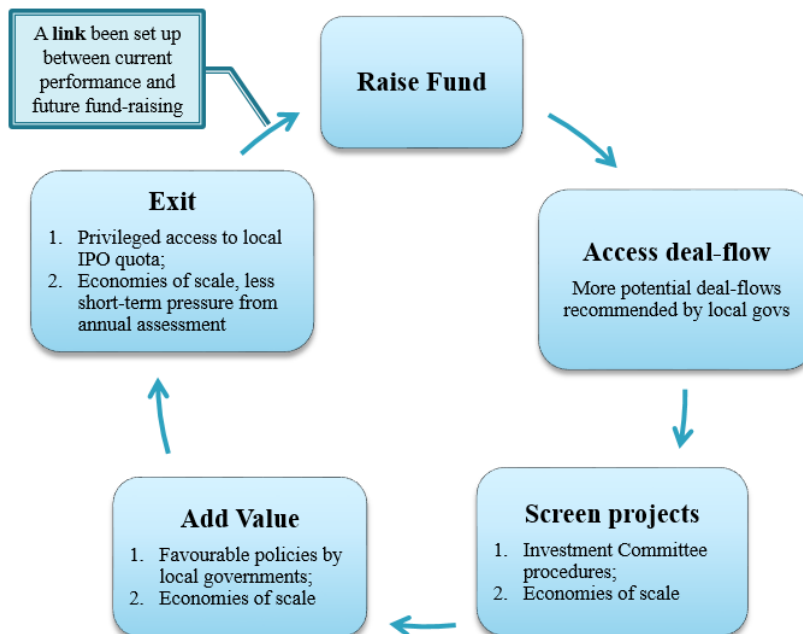 A link been set up
between current
performance and
future fund-raising
Raise Fund
Exit
1. Privileged access to local
IPO quota;
2. Economies of scale, less
short-term pressure from
annual assessment
Access deal-flow
More potential deal-flows
recommended by local govs
Add Value
1. Favourable policies by
local governments;
2. Economies of scale
Screen projects
1. Investment Committee
procedures;
2. Economies of scale